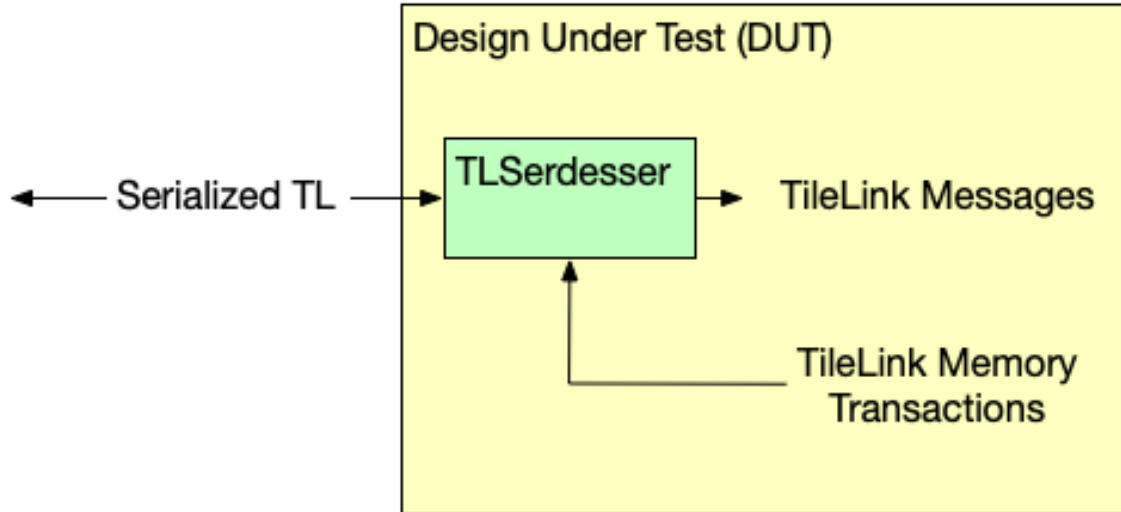 Design Under Test (DUT)
TLSerdesser
Serialized TL
TileLink Messages
TileLink Memory
Transactions